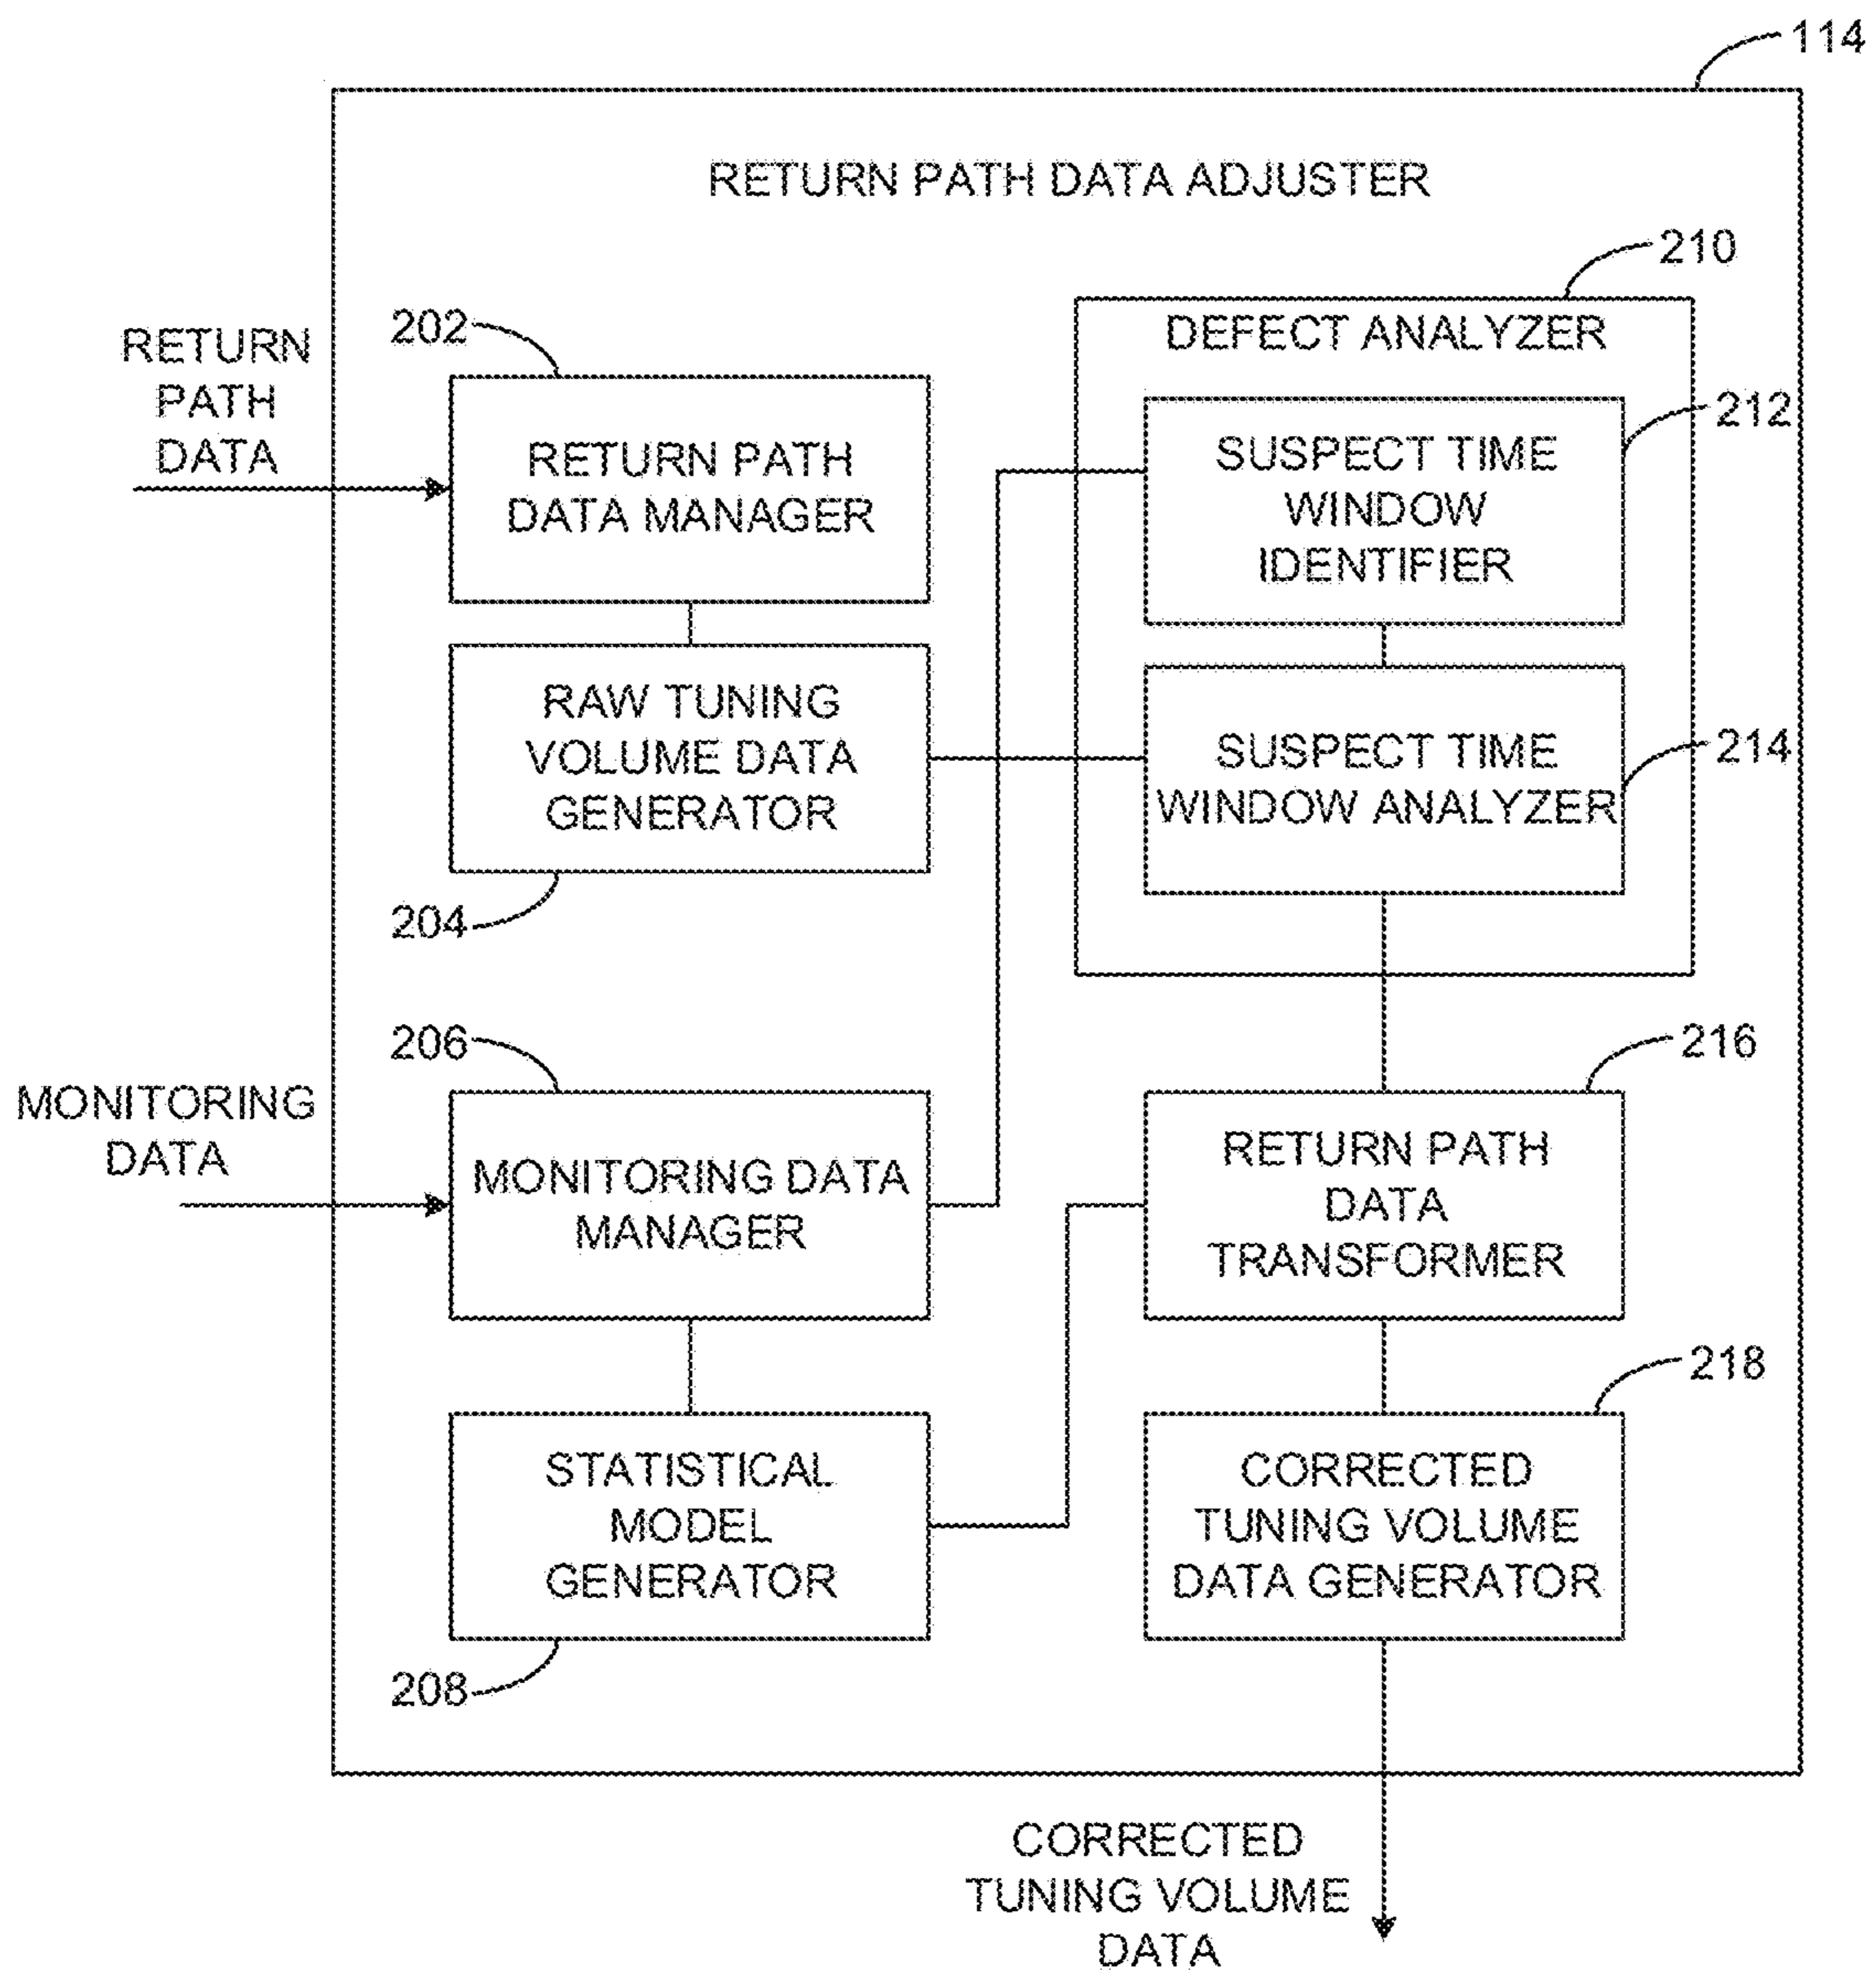 114
RETURN PATH DATA ADJUSTER
210
DEFECT ANALYZER
202
RETURN
PATH
DATA
RETURN PATH
DATA MANAGER
212
SUSPECT TIME
WINDOW
IDENTIFIER
RAW TUNING
VOLUME DATA
GENERATOR
204
214
SUSPECT TIME
WINDOW ANALYZER
206
MONITORING
DATA
MONITORING DATA
MANAGER
216
RETURN PATH
DATA
TRANSFORMER
STATISTICAL
MODEL
GENERATOR
208
218
CORRECTED
TUNING VOLUME
DATA GENERATOR
CORRECTED
TUNING VOLUME
DATA